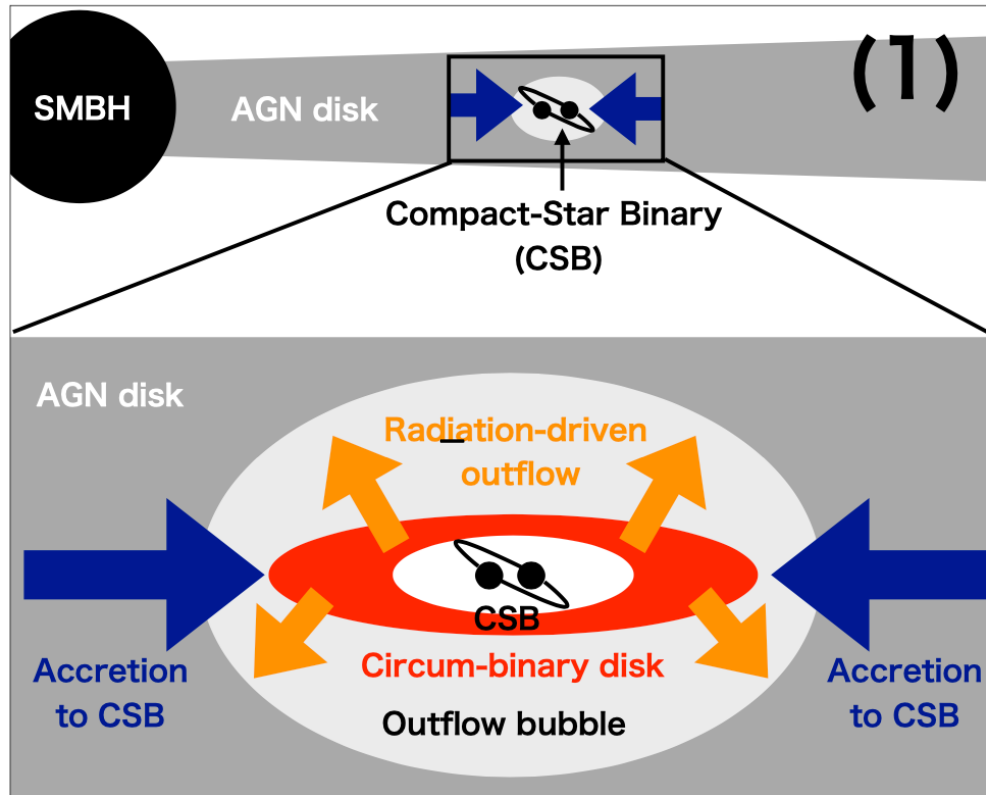 (1)
SMBH
AGN disk
Compact-Star Binary
(CSB)
AGN disk
Radiation-driven
outflow
CSB
Accretion
to CSB
Circum-binary disk
Accretion
to CSB
Outflow bubble